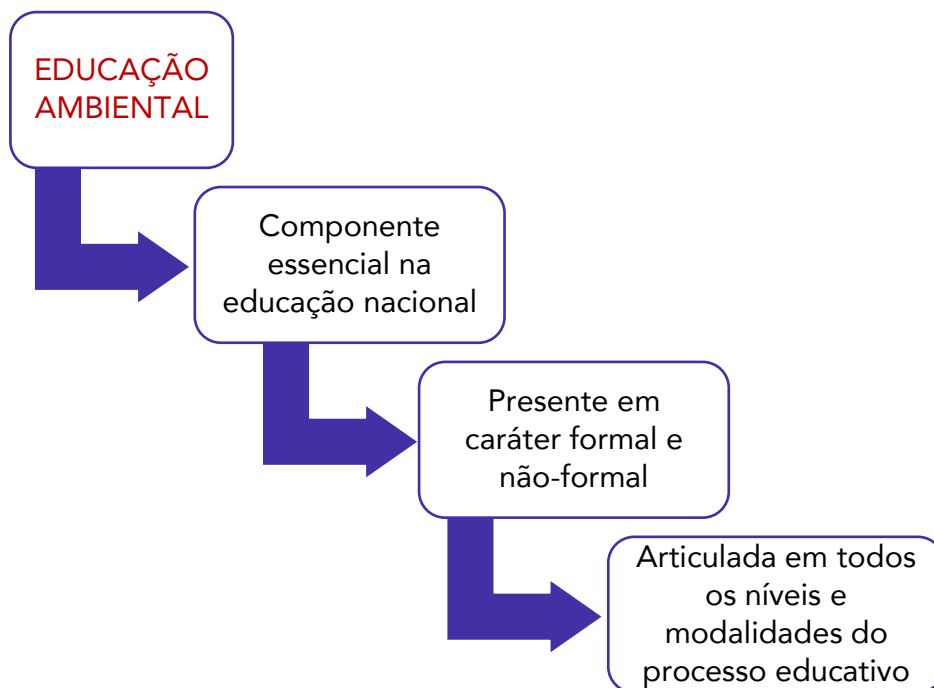 EDUCAÇÃO
AMBIENTAL
Componente
essencial na
educação nacional
Presente em
caráter formal e
não-formal
Articulada em todos
os níveis e
modalidades do
processo educativo